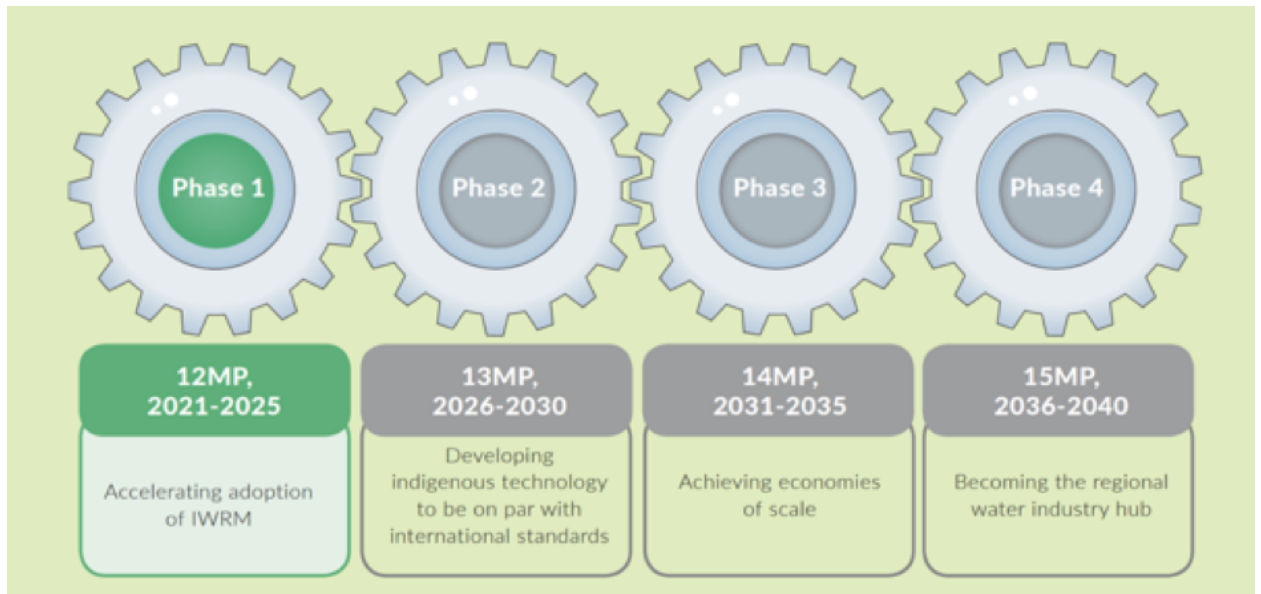 Phase 1
Phase 2
Phase 3
Phase 4
12MP,
2021-2025
Accelerating adoption
of IWRM
13MP,
2026-2030
Developing
indigenous technology
to be on par with
international standards
14MP,
2031-2035
Achieving economies
of scale
15MP,
2036-2040
Becoming the regional
water industry hub